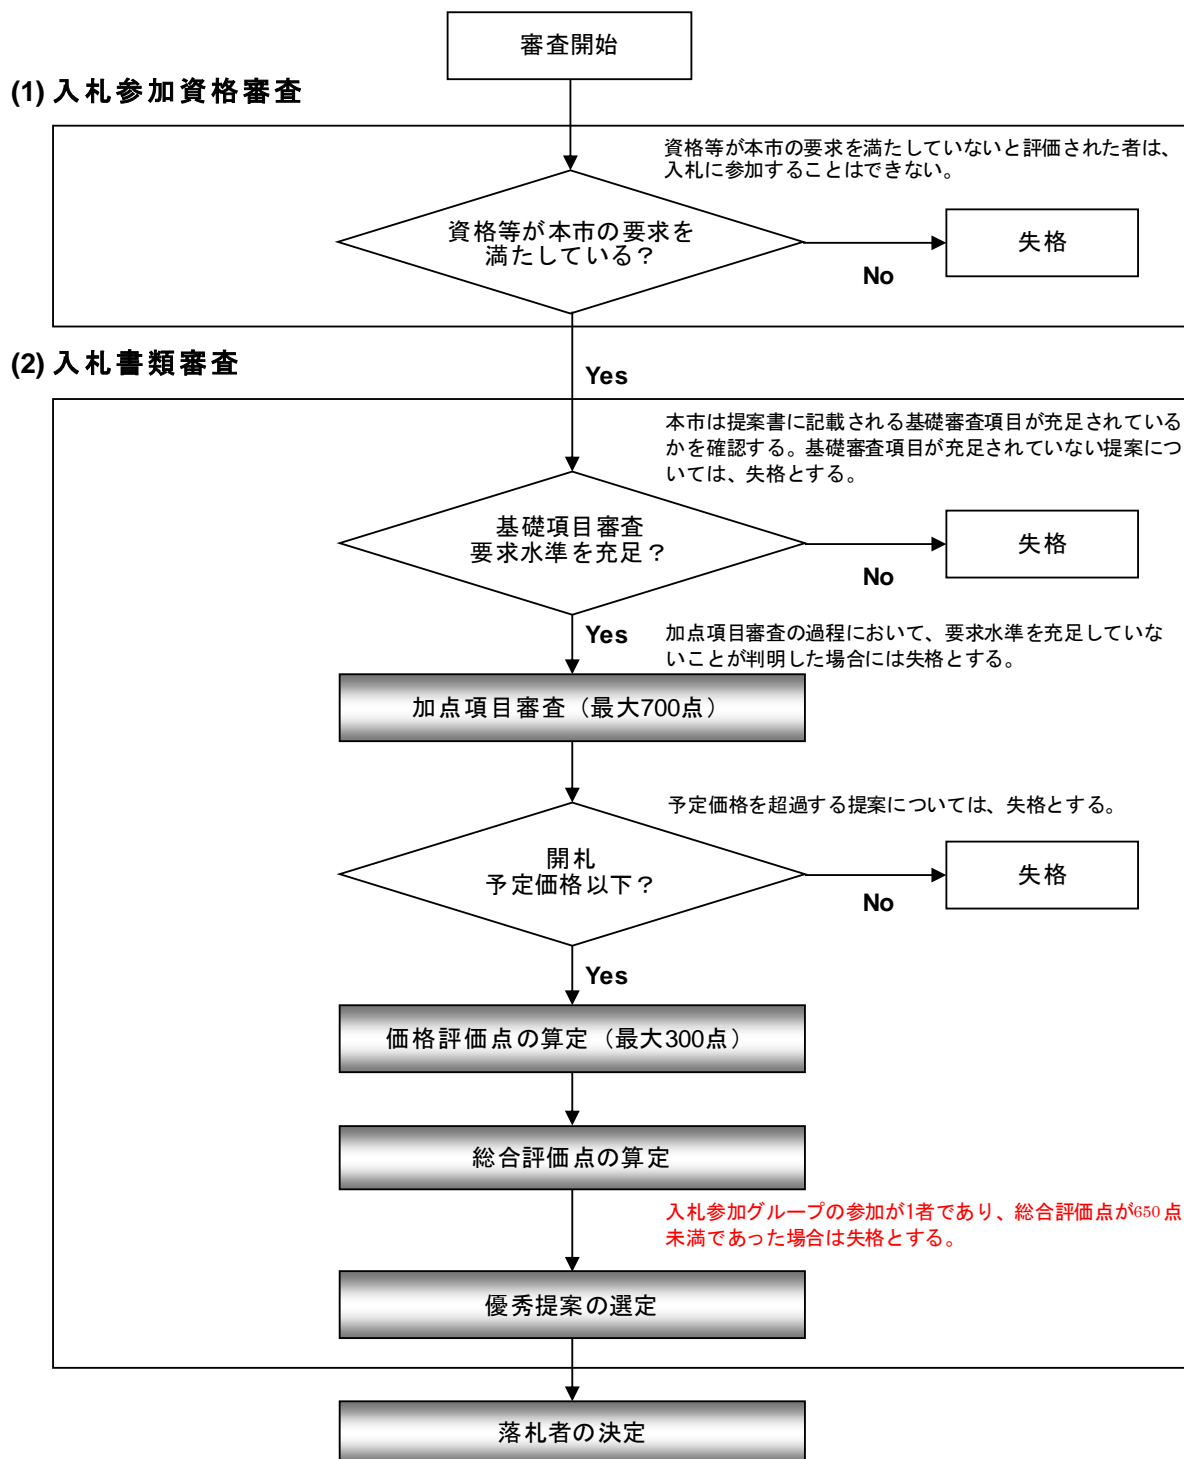 審査開始
(1) 入札参加資格審査
資格等が本市の要求を満たしていないと評価された者は、
入札に参加することはできない。
資格等が本市の要求を
満たしている？
No
失格
(2) 入札書類審査
Yes
本市は提案書に記載される基礎審査項目が充足されている
かを確認する。基礎審査項目が充足されていない提案につ
いては、失格とする。
基礎項目審査
要求水準を充足？
No
失格
Yes
加点項目審査の過程において、要求水準を充足していな
いことが判明した場合には失格とする。
加点項目審査（最大700点）
予定価格を超過する提案については、失格とする。
開札
予定価格以下？
No
失格
Yes
価格評価点の算定（最大300点）
総合評価点の算定
入札参加グループの参加が1者であり、総合評価点が650点
未満であった場合は失格とする。
優秀提案の選定
落札者の決定